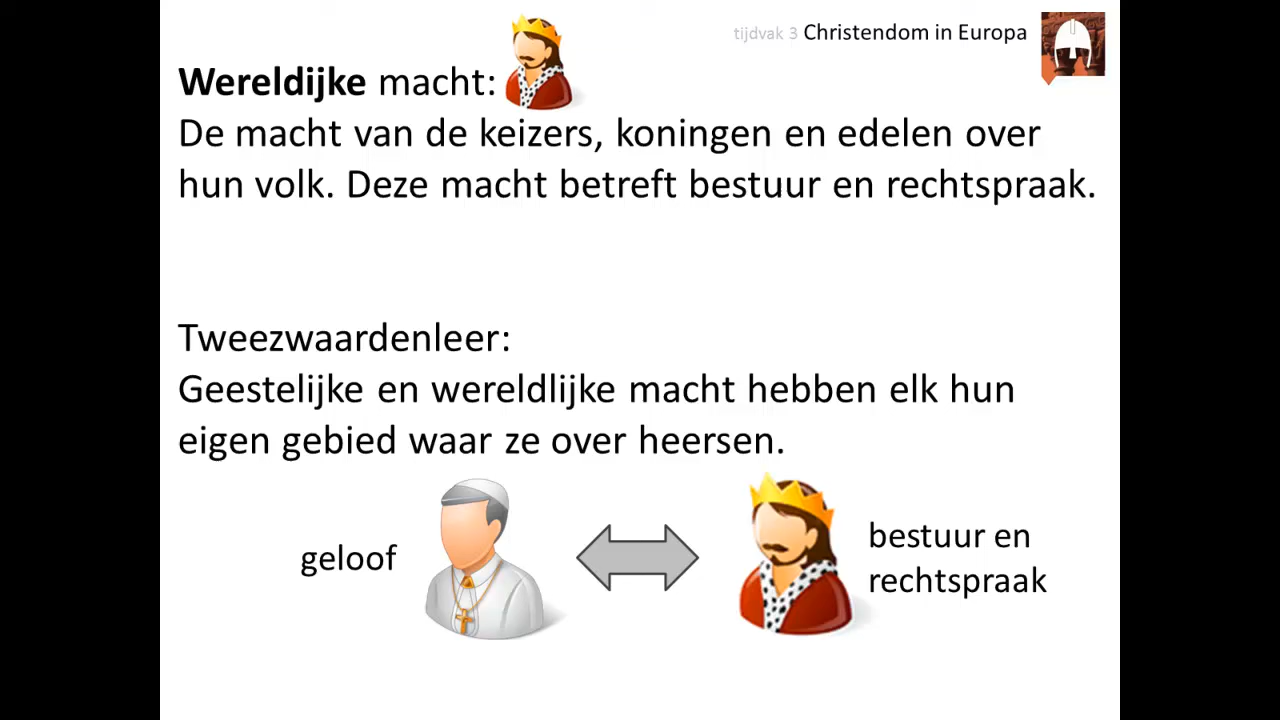 tijdvak 3 Christendom in Europa
Wereldijke macht:
De macht van de keizers, koningen en edelen over
hun volk. Deze macht betreft bestuur en rechtspraak.
Tweezwaardenleer:
Geestelijke en wereldlijke macht hebben elk hun
eigen gebied waar ze over heersen.
geloof
bestuur en
rechtspraak